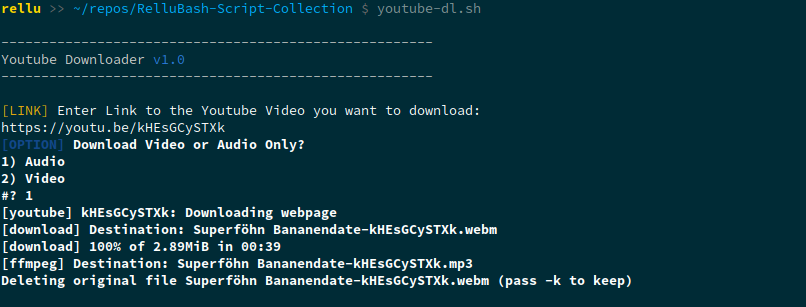 rellu >> ~/repos/RelluBash-Script-Collection $ youtube-dl.sh
------------------------------------------------------
Youtube Downloader v1.0
------------------------------------------------------
[LINK] Enter Link to the Youtube Video you want to download:
https://youtu.be/kHEsGCySTXk
[OPTION] Download Video or Audio Only?
1) Audio
2) Video
#? 1
[youtube] kHEsGCySTXk: Downloading webpage
[download] Destination: Superföhn Bananendate-kHEsGCySTXk.webm
[download] 100% of 2.89MiB in 00:39
[ffmpeg] Destination: Superföhn Bananendate-kHEsGCySTXk.mp3
Deleting original file Superföhn Bananendate-kHEsGCySTXk.webm (pass -k to keep)